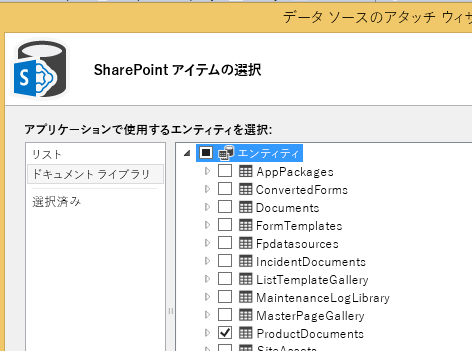 データ ソースのアタッチ ウィザ
SharePoint アイテムの選択
アプリケーションで使用するエンティティを選択:
リスト
ドキュメント ライブラリ
選択済み
エンティティ
AppPackages
ConvertedForms
Documents
FormTemplates
Fpdatasources
IncidentDocuments
ListTemplateGallery
MaintenanceLogLibrary
MasterPageGallery
ProductDocuments
SiteAssets